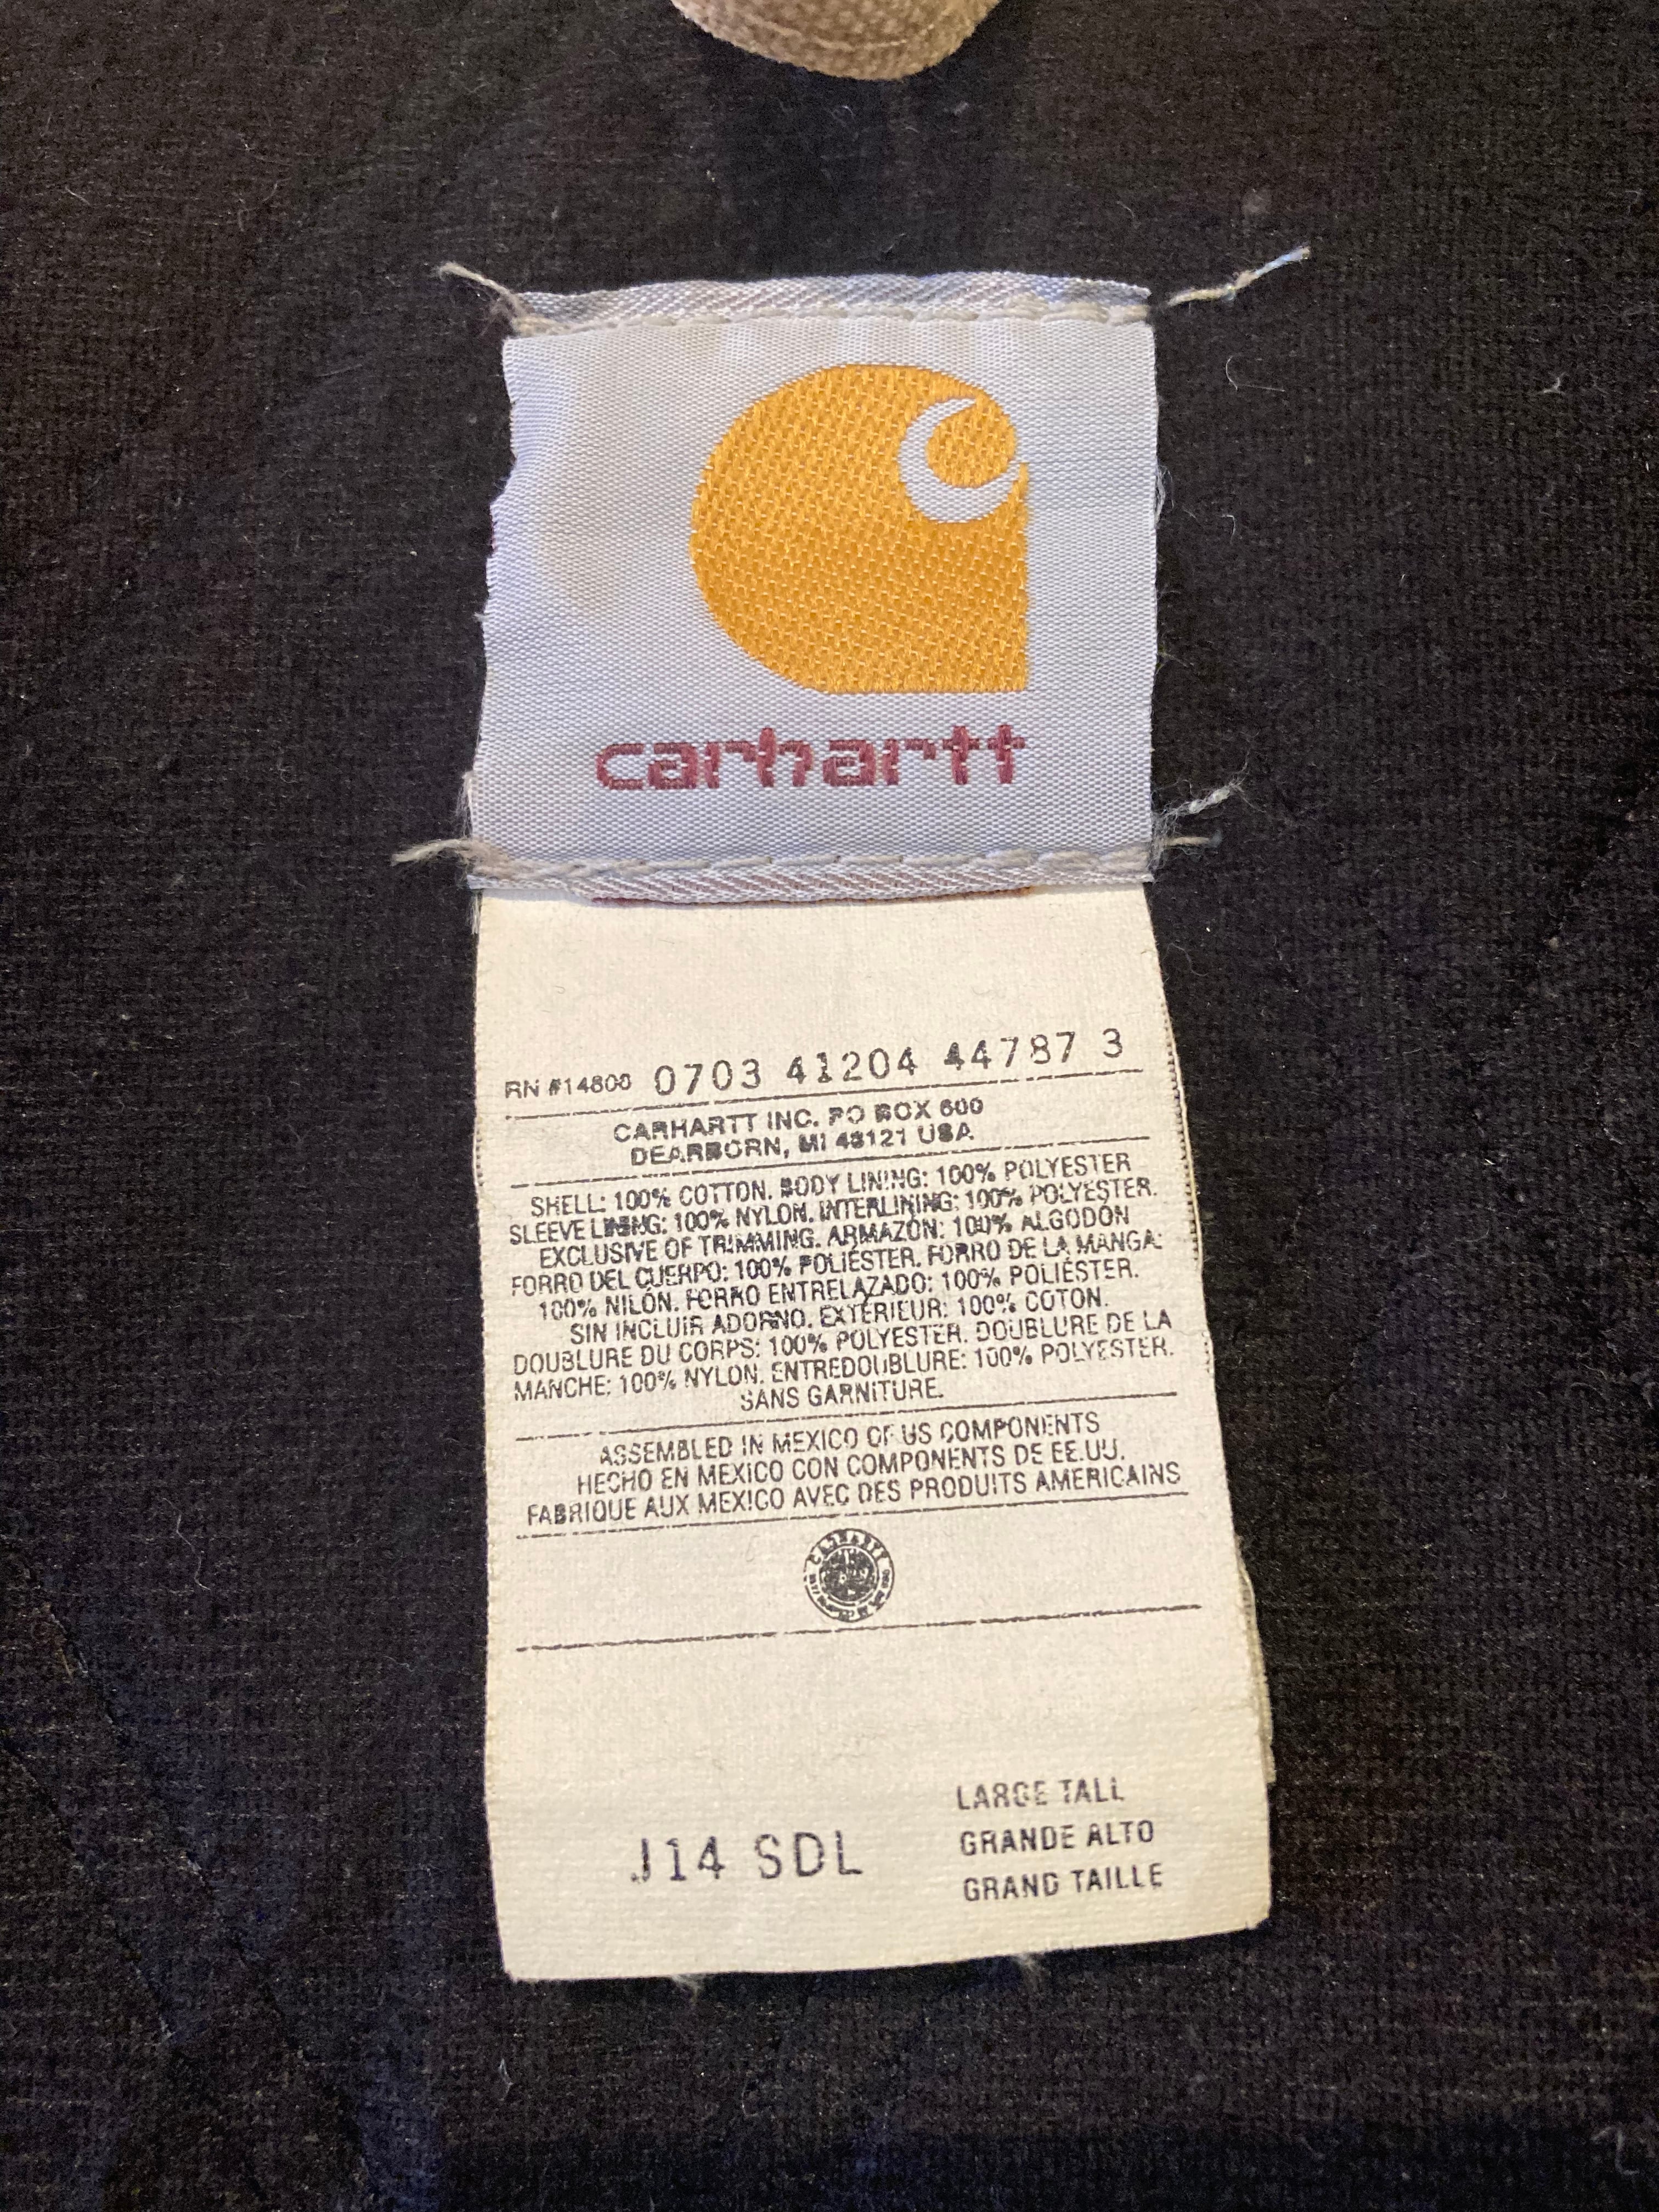 carhartt
RN #14806 0703 41204 44787 3
CARHARTT INC. PO BOX 600
DEARBORN, MI 48121 USA
SHELL: 100% COTTON. BODY LINING: 100% POLYESTER
SLEEVE LINING: 100% NYLON. INTERLINING: 100% POLYESTER.
EXCLUSIVE OF TRIMMING. ARMAZÓN: 100% ALGODÓN
FORRO DEL CUERPO: 100% POLIÉSTER. FORRO DE LA MANGA:
100% NILÓN. FORRO ENTRELAZADO: 100% POLIÉSTER.
SIN INCLUIR ADORNO. EXTÉRIEUR: 100% COTON.
DOUBLURE DU CORPS: 100% POLYESTER. DOUBLURE DE LA
MANCHE: 100% NYLON. ENTREDOUBLURE: 100% POLYESTER.
SANS GARNITURE.
ASSEMBLED IN MEXICO OF US COMPONENTS
HECHO EN MEXICO CON COMPONENTS DE EE.UU.
FABRIQUE AUX MEXICO AVEC DES PRODUITS AMERICAINS
CARHARTT
J14 SDL
LARGE TALL
GRANDE ALTO
GRAND TAILLE